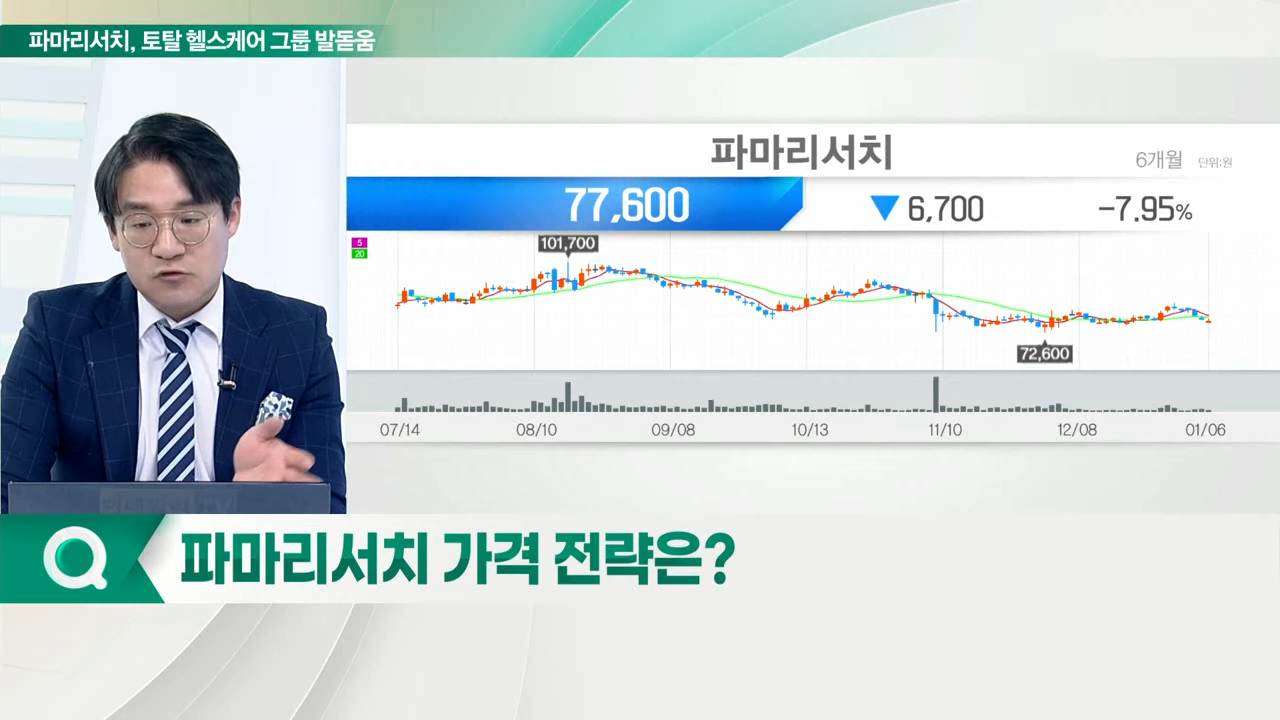 파마리서치, 토탈 헬스케어 그룹 발돋움
파마리서치
6개월 단위:원
77,600 ▼ 6,700 -7.95%
5
20
101,700
72,600
07/14 08/10 09/08 10/13 11/10 12/08 01/06
Q 파마리서치 가격 전략은?